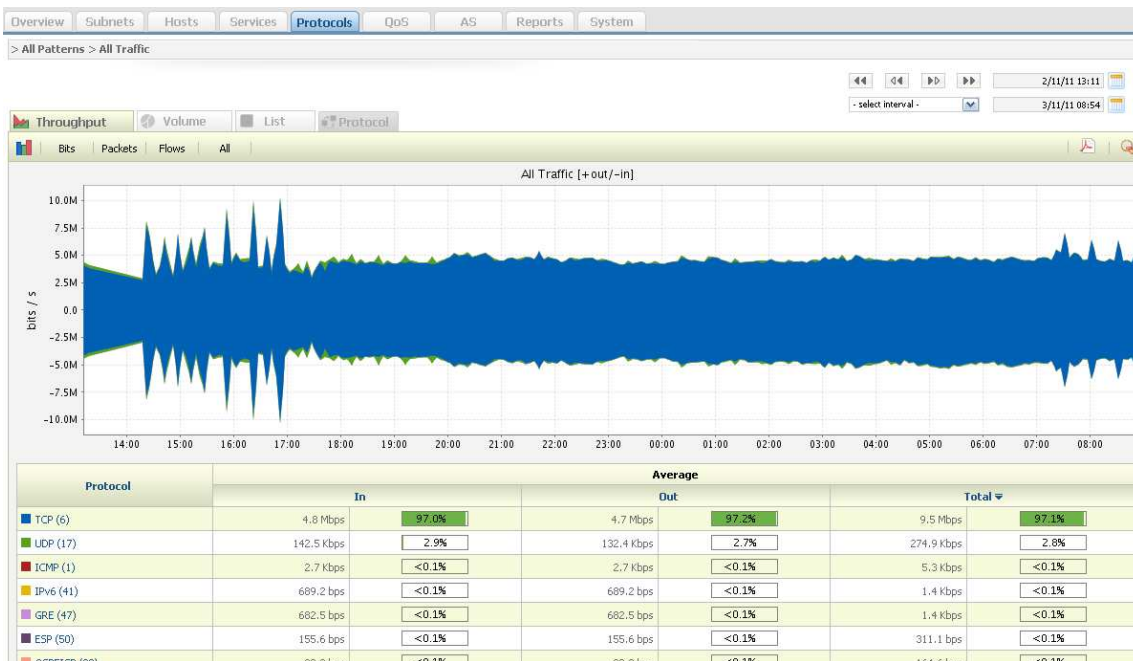 Overview Subnets Hosts Services Protocols QoS AS Reports System
> All Patterns > All Traffic
2/11/11 13:11
- select interval - 3/11/11 08:54
Throughput Volume List Protocol
Bits Packets Flows All
All Traffic [+out/-in]
bits / s
10.0M
7.5M
5.0M
2.5M
0.0
-2.5M
-5.0M
-7.5M
-10.0M
14:00 15:00 16:00 17:00 18:00 19:00 20:00 21:00 22:00 23:00 00:00 01:00 02:00 03:00 04:00 05:00 06:00 07:00 08:00
Protocol Average
In Out Total
TCP (6) 4.8 Mbps 97.0% 4.7 Mbps 97.2% 9.5 Mbps 97.1%
UDP (17) 142.5 Kbps 2.9% 132.4 Kbps 2.7% 274.9 Kbps 2.8%
ICMP (1) 2.7 Kbps <0.1% 2.7 Kbps <0.1% 5.3 Kbps <0.1%
IPv6 (41) 689.2 bps <0.1% 689.2 bps <0.1% 1.4 Kbps <0.1%
GRE (47) 682.5 bps <0.1% 682.5 bps <0.1% 1.4 Kbps <0.1%
ESP (50) 155.6 bps <0.1% 155.6 bps <0.1% 311.1 bps <0.1%